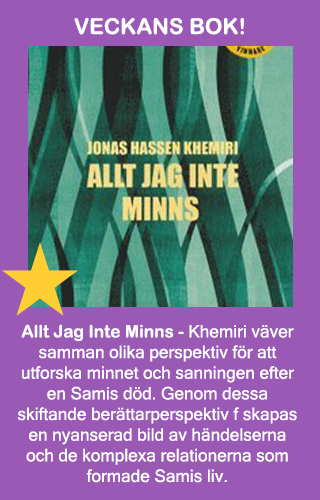 VECKANS BOK!
VINNARE
JONAS HASSEN KHEMIRI
ALLT JAG INTE
MINNS
Allt Jag Inte Minns - Khemiri väver
samman olika perspektiv för att
utforska minnet och sanningen efter
en Samis död. Genom dessa
skiftande berättarperspektiv f skapas
en nyanserad bild av händelserna
och de komplexa relationerna som
formade Samis liv.